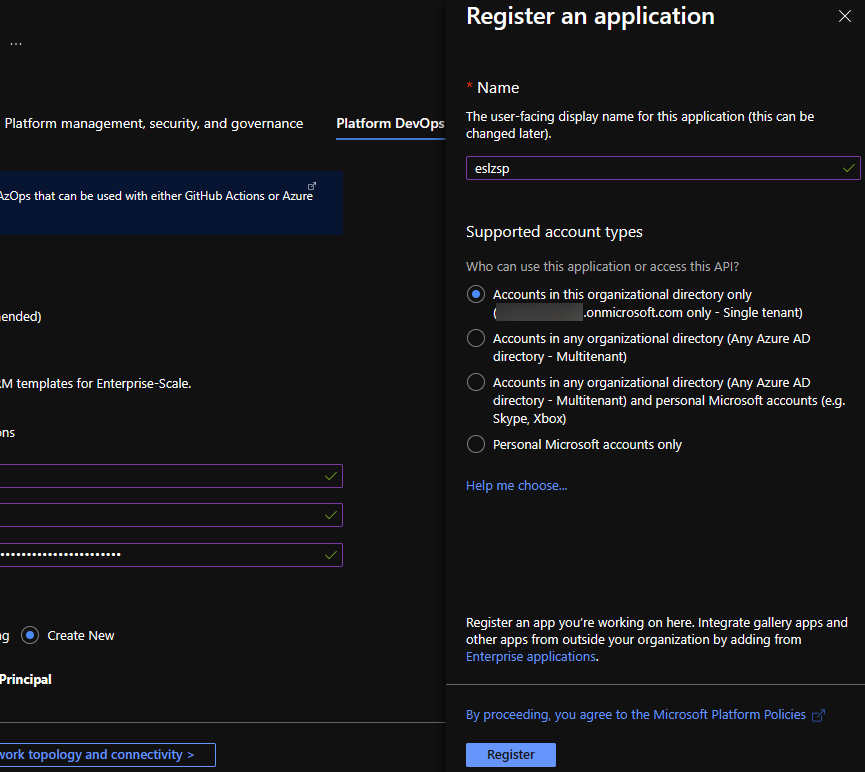 ...
Platform management, security, and governance
Platform DevOps
AzOps that can be used with either GitHub Actions or Azure
ended)
M templates for Enterprise-Scale.
ons
Create New
Principal
work topology and connectivity >
Register an application
* Name
The user-facing display name for this application (this can be
changed later).
eslzsp
Supported account types
Who can use this application or access this API?
Accounts in this organizational directory only
(.onmicrosoft.com only - Single tenant)
Accounts in any organizational directory (Any Azure AD
directory - Multitenant)
Accounts in any organizational directory (Any Azure AD
directory - Multitenant) and personal Microsoft accounts (e.g.
Skype, Xbox)
Personal Microsoft accounts only
Help me choose...
Register an app you're working on here. Integrate gallery apps and
other apps from outside your organization by adding from
Enterprise applications.
By proceeding, you agree to the Microsoft Platform Policies
Register